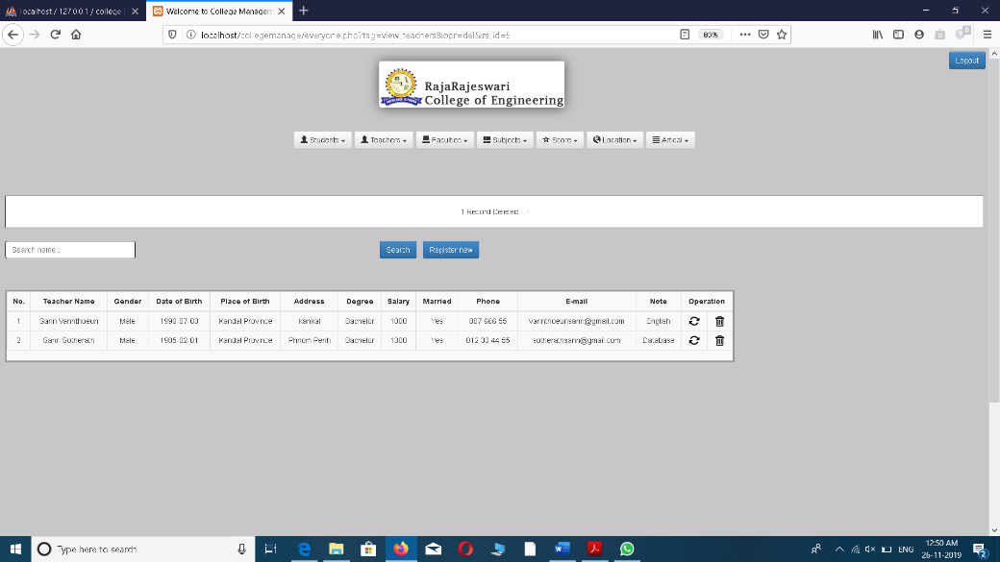 localhost / 127.0.0.1 / college
Welcome to College Managem
localhost/collegemanage/everyone.php?tag=view_teachers&opr=del&rs_id=5
80%
Logout
RajaRajeswari
College of Engineering
Students Teachers Faculties Subjects Score Location Artical
1 Record Deleted... !
Search name..
Search Register new
No. Teacher Name Gender Date of Birth Place of Birth Address Degree Salary Married Phone E-mail Note Operation
1 Sann Vannthoeun Male 1990-07-03 Kandal Province kankal Bachelor 1000 Yes 067 666 55 vannthoeunsann@gmail.com English
2 Sann Sotherath Male 1985-02-01 Kandal Province Phnom Penh Bachelor 1000 Yes 012 33 44 55 sotherathsann@gmail.com Database
Type here to search
ENG
12:50 AM
26-11-2019
2